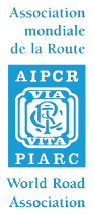 Association
mondiale
de la Route
AIPCR
VIA
VITA
PIARC
World Road
Association